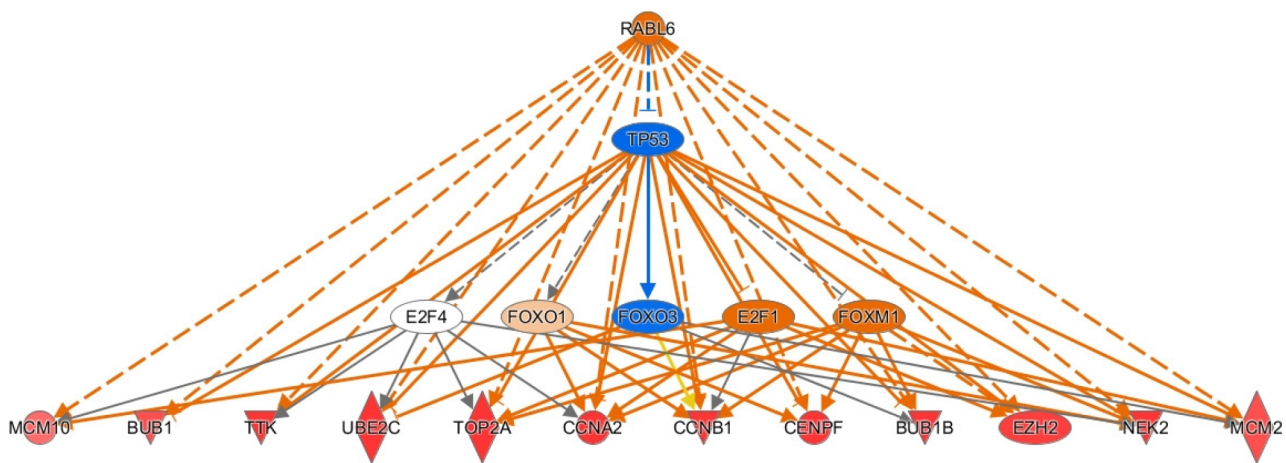 RABL6
TP53
E2F4 FOXO1 FOXO3 E2F1 FOXM1
MCM10 BUB1 TTK UBE2C TOP2A CCNA2 CCNB1 CENPF BUB1B EZH2 NEK2 MCM2